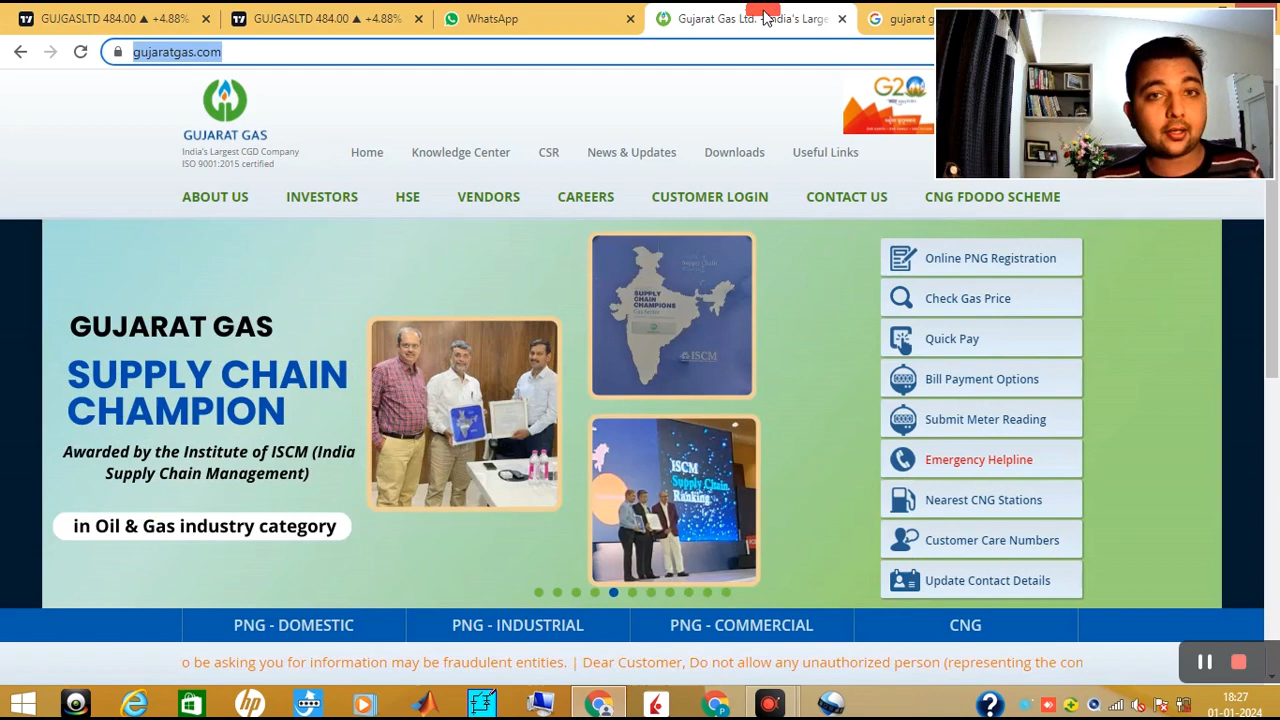 GUJGASLTD 484.00 ▲ +4.88%
GUJGASLTD 484.00 ▲ +4.88%
WhatsApp
Gujarat Gas Ltd.
India's Large
gujarat g
gujaratgas.com
GUJARAT GAS
India's Largest CGD Company
ISO 9001:2015 certified
G20
Home
Knowledge Center
CSR
News & Updates
Downloads
Useful Links
ABOUT US
INVESTORS
HSE
VENDORS
CAREERS
CUSTOMER LOGIN
CONTACT US
CNG FDODO SCHEME
GUJARAT GAS
SUPPLY CHAIN
CHAMPION
Awarded by the Institute of ISCM (India
Supply Chain Management)
in Oil & Gas industry category
SUPPLY CHAIN
CHAMPIONS
Gas Sector
ISCM
ISCM
Supply Chain
Ranking
Online PNG Registration
Check Gas Price
Quick Pay
Bill Payment Options
Submit Meter Reading
Emergency Helpline
Nearest CNG Stations
Customer Care Numbers
Update Contact Details
PNG - DOMESTIC
PNG - INDUSTRIAL
PNG - COMMERCIAL
CNG
o be asking you for information may be fraudulent entities. | Dear Customer, Do not allow any unauthorized person (representing the con
hp
18:27
01-01-2024